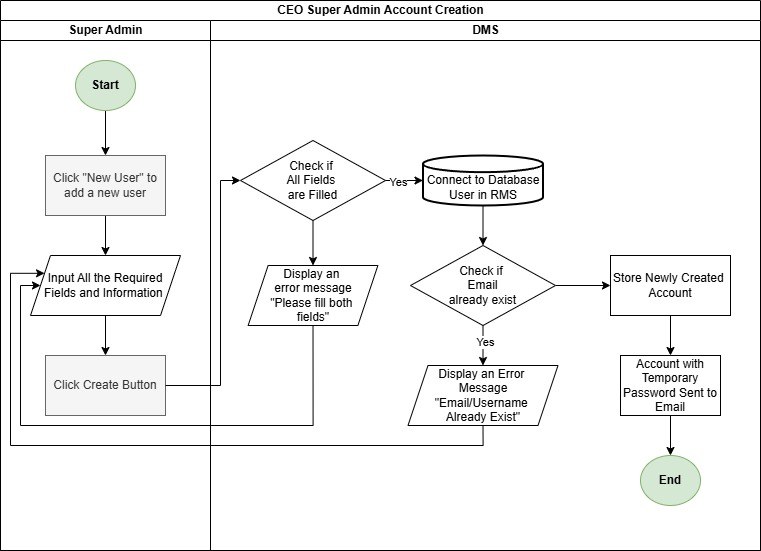 CEO Super Admin Account Creation
Super Admin
DMS
Start
Click "New User" to
add a new user
Input All the Required
Fields and Information
Click Create Button
Check if
All Fields
are Filled
Yes
Connect to Database
User in RMS
Display an
error message
"Please fill both
fields"
Check if
Email
already exist
Yes
Display an Error
Message
"Email/Username
Already Exist"
Store Newly Created
Account
Account with
Temporary
Password Sent to
Email
End